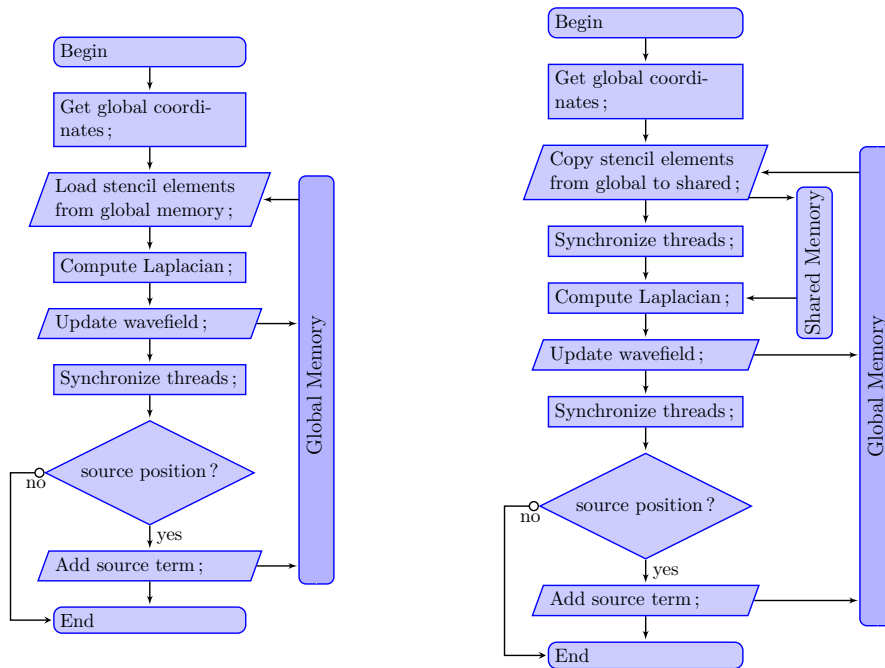 Begin
Get global coordi-
nates ;
Load stencil elements
from global memory ;
Compute Laplacian ;
Update wavefield ;
Synchronize threads ;
source position ?
no
yes
Add source term ;
End
Global Memory
Begin
Get global coordi-
nates ;
Copy stencil elements
from global to shared ;
Synchronize threads ;
Compute Laplacian ;
Update wavefield ;
Synchronize threads ;
source position ?
no
yes
Add source term ;
End
Shared Memory
Global Memory